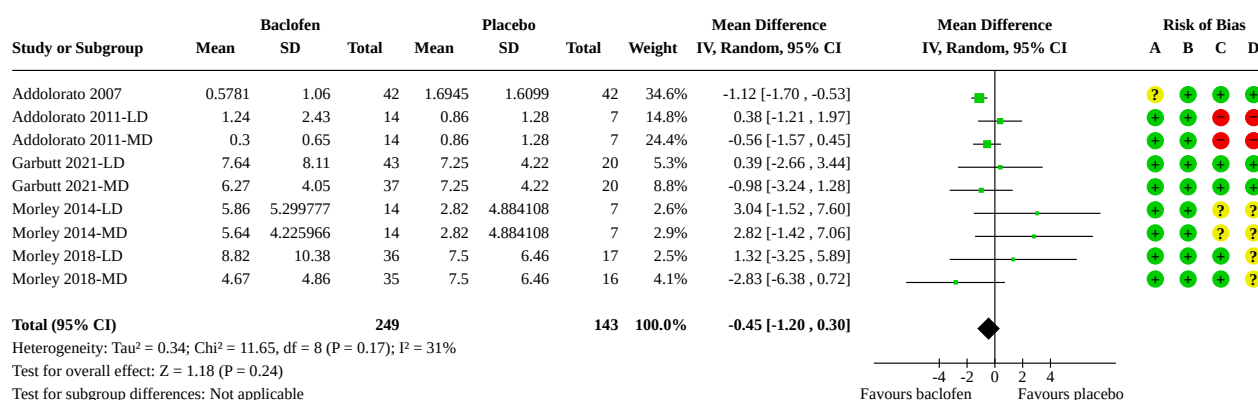 Baclofen Placebo Mean Difference Mean Difference Risk of Bias
Study or Subgroup Mean SD Total Mean SD Total Weight IV, Random, 95% CI IV, Random, 95% CI A B C D
Addolorato 2007 0.5781 1.06 42 1.6945 1.6099 42 34.6% -1.12 [-1.70 , -0.53] ? + + +
Addolorato 2011-LD 1.24 2.43 14 0.86 1.28 7 14.8% 0.38 [-1.21 , 1.97] + + − −
Addolorato 2011-MD 0.3 0.65 14 0.86 1.28 7 24.4% -0.56 [-1.57 , 0.45] + + − −
Garbutt 2021-LD 7.64 8.11 43 7.25 4.22 20 5.3% 0.39 [-2.66 , 3.44] + + + +
Garbutt 2021-MD 6.27 4.05 37 7.25 4.22 20 8.8% -0.98 [-3.24 , 1.28] + + + +
Morley 2014-LD 5.86 5.299777 14 2.82 4.884108 7 2.6% 3.04 [-1.52 , 7.60] + + ? ?
Morley 2014-MD 5.64 4.225966 14 2.82 4.884108 7 2.9% 2.82 [-1.42 , 7.06] + + ? ?
Morley 2018-LD 8.82 10.38 36 7.5 6.46 17 2.5% 1.32 [-3.25 , 5.89] + + + ?
Morley 2018-MD 4.67 4.86 35 7.5 6.46 16 4.1% -2.83 [-6.38 , 0.72] + + + ?
Total (95% CI) 249 143 100.0% -0.45 [-1.20 , 0.30]
Heterogeneity: Tau² = 0.34; Chi² = 11.65, df = 8 (P = 0.17); I² = 31%
Test for overall effect: Z = 1.18 (P = 0.24)
-4 -2 0 2 4
Test for subgroup differences: Not applicable Favours baclofen Favours placebo